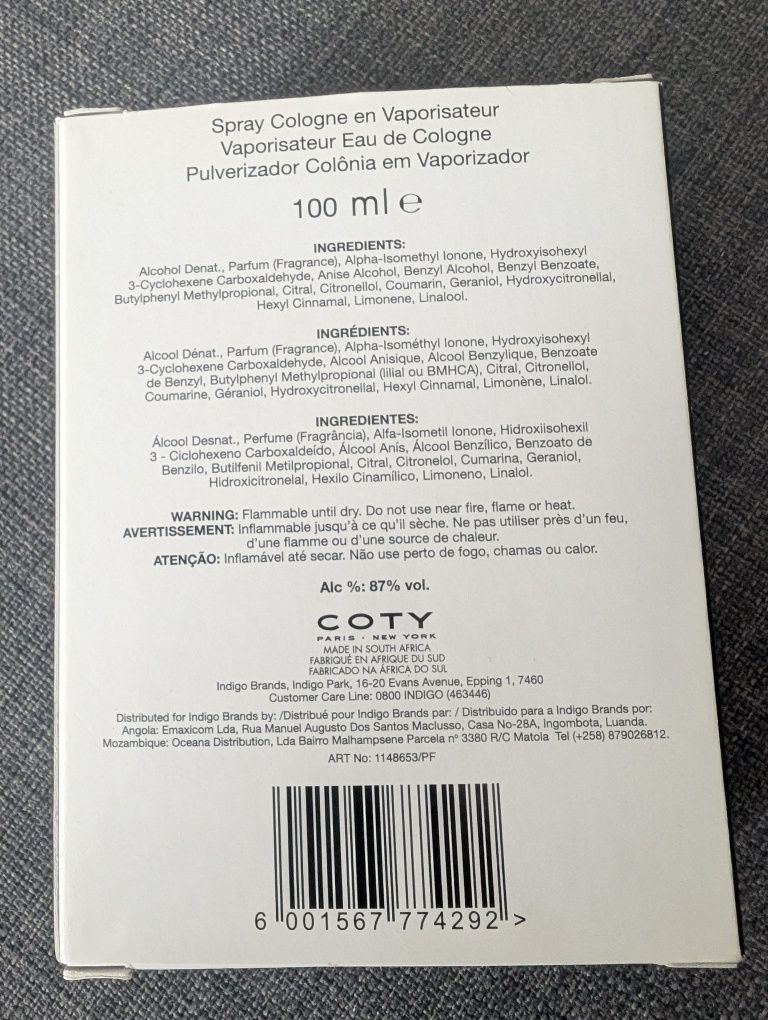 Spray Cologne en Vaporisateur
Vaporisateur Eau de Cologne
Pulverizador Colônia em Vaporizador
100 ml ℮
INGREDIENTS:
Alcohol Denat., Parfum (Fragrance), Alpha-Isomethyl Ionone, Hydroxyisohexyl
3-Cyclohexene Carboxaldehyde, Anise Alcohol, Benzyl Alcohol, Benzyl Benzoate,
Butylphenyl Methylpropional, Citral, Citronellol, Coumarin, Geraniol, Hydroxycitronellal,
Hexyl Cinnamal, Limonene, Linalool.
INGRÉDIENTS:
Alcool Dénat., Parfum (Fragrance), Alpha-Isométhyl Ionone, Hydroxyisohexyl
3-Cyclohexene Carboxaldehyde, Alcool Anisique, Alcool Benzylique, Benzoate
de Benzyl, Butylphenyl Methylpropional (lilial ou BMHCA), Citral, Citronellol,
Coumarine, Géraniol, Hydroxycitronellal, Hexyl Cinnamal, Limonène, Linalol.
INGREDIENTES:
Álcool Desnat., Perfume (Fragrância), Alfa-Isometil Ionone, Hidroxiisohexil
3 - Ciclohexeno Carboxaldeído, Álcool Anís, Álcool Benzílico, Benzoato de
Benzilo, Butilfenil Metilpropional, Citral, Citronelol, Cumarina, Geraniol,
Hidroxicitronelal, Hexilo Cinamílico, Limoneno, Linalol.
WARNING: Flammable until dry. Do not use near fire, flame or heat.
AVERTISSEMENT: Inflammable jusqu'à ce qu'il sèche. Ne pas utiliser près d'un feu,
d'une flamme ou d'une source de chaleur.
ATENÇÃO: Inflamável até secar. Não use perto de fogo, chamas ou calor.
Alc %: 87% vol.
COTY
PARIS · NEW YORK
MADE IN SOUTH AFRICA
FABRIQUÉ EN AFRIQUE DU SUD
FABRICADO NA ÁFRICA DO SUL
Indigo Brands, Indigo Park, 16-20 Evans Avenue, Epping 1, 7460
Customer Care Line: 0800 INDIGO (463446)
Distributed for Indigo Brands by: /Distribué pour Indigo Brands par: / Distribuido para a Indigo Brands por:
Angola: Emaxicom Lda, Rua Manuel Augusto Dos Santos Maclusso, Casa No-28A, Ingombota, Luanda.
Mozambique: Oceana Distribution, Lda Bairro Malhampsene Parcela nº 3380 R/C Matola Tel (+258) 879026812.
ART No: 1148653/PF
6 001567 774292 >